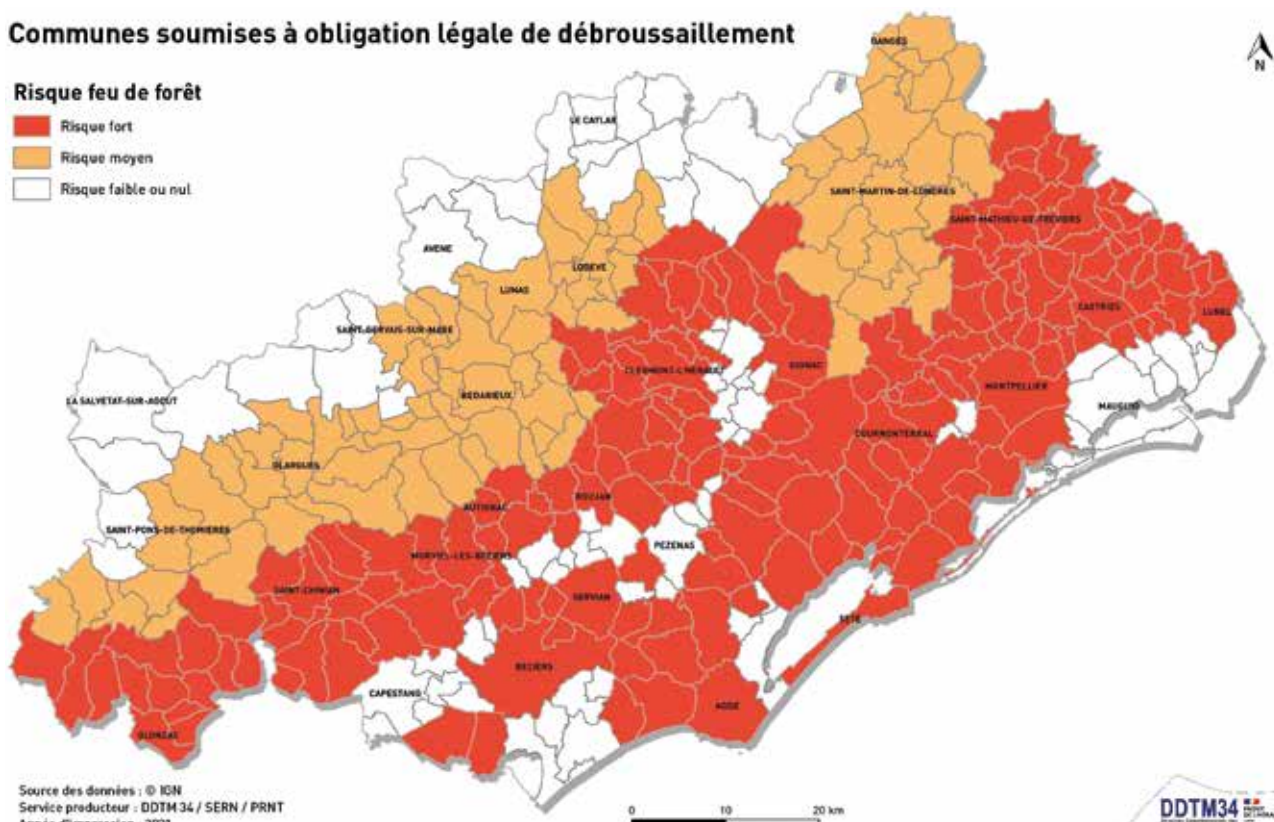 Communes soumises à obligation légale de débroussaillement
N
Risque feu de forêt
Risque fort
Risque moyen
Risque faible ou nul
GANGES
LE CAYLAR
SAINT-MARTIN-DE-LONDRES
SAINT-MATHIEU-DE-TREVIERS
AVENE
LODEVE
LUNAS
CASTRIES
LUNEL
SAINT-GERVAIS-SUR-MARE
CLERMONT-L'HERAULT
GIGNAC
MONTPELLIER
BEDARIEUX
LA SALVETAT-SUR-AGOUT
MAUGUIO
COURNONTERRAL
OLARGUES
ROUJAN
AUTIGNAC
SAINT-PONS-DE-THOMIERES
PEZENAS
MURVIEL-LES-BEZIERS
SAINT-CHINIAN
SERVIAN
SETE
BEZIERS
CAPESTANG
AGDE
OLONZAC
Source des données : © IGN
Service producteur : DDTM 34 / SERN / PRNT
0 10 20 km
DDTM34